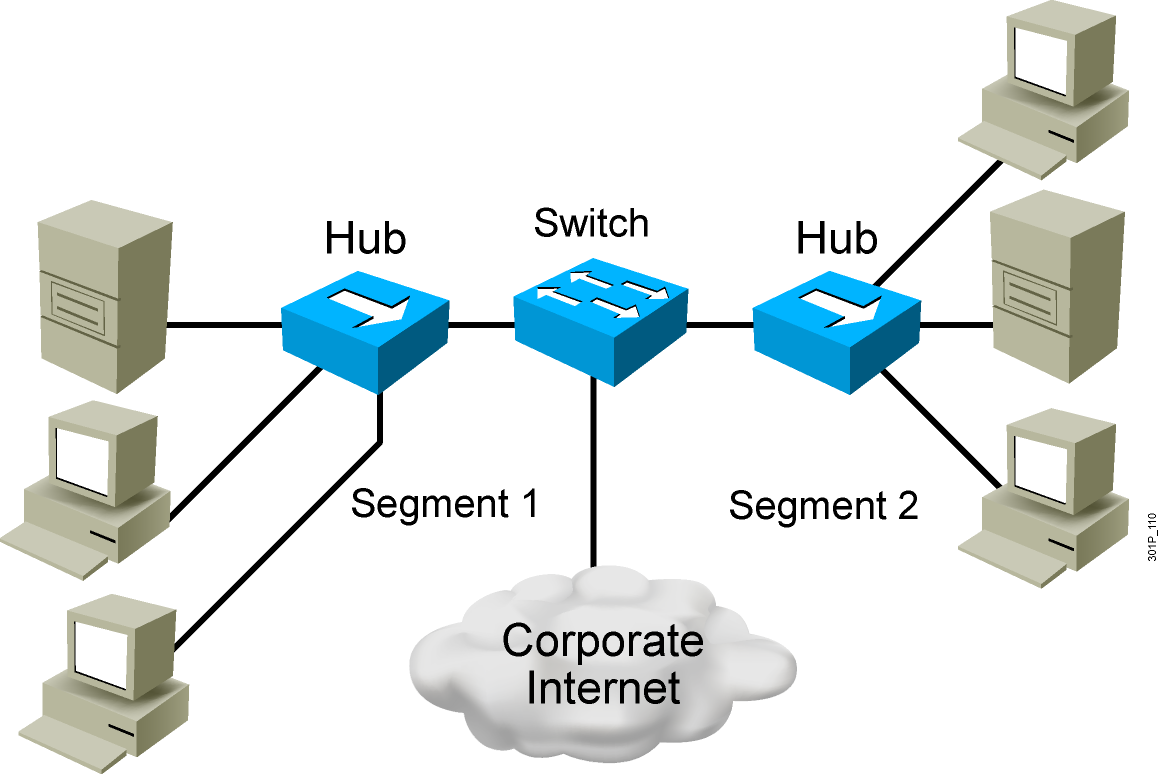 Hub
Switch
Hub
Segment 1
Segment 2
Corporate
Internet
301P_110